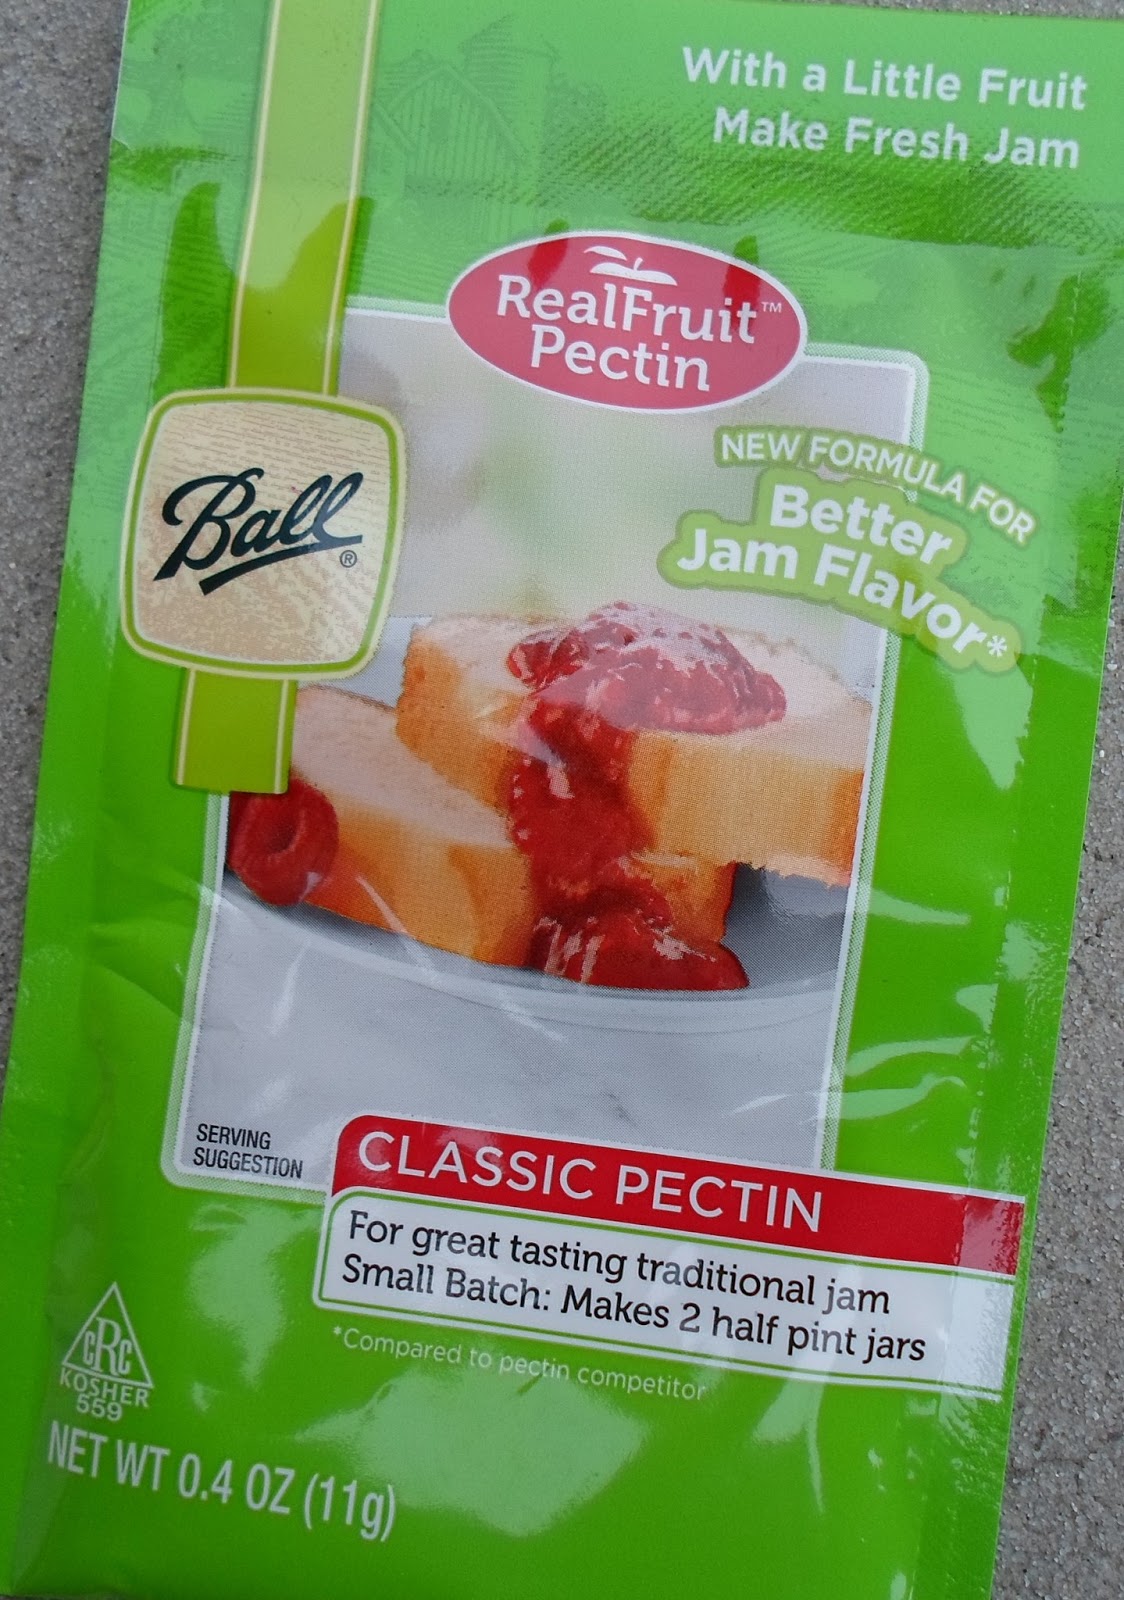 With a Little Fruit
Make Fresh Jam
RealFruit™
Pectin
NEW FORMULA FOR
Better
Jam Flavor*
Ball®
SERVING
SUGGESTION
CLASSIC PECTIN
For great tasting traditional jam
Small Batch: Makes 2 half pint jars
*Compared to pectin competitor
CRC
KOSHER
559
NET WT 0.4 OZ (11g)